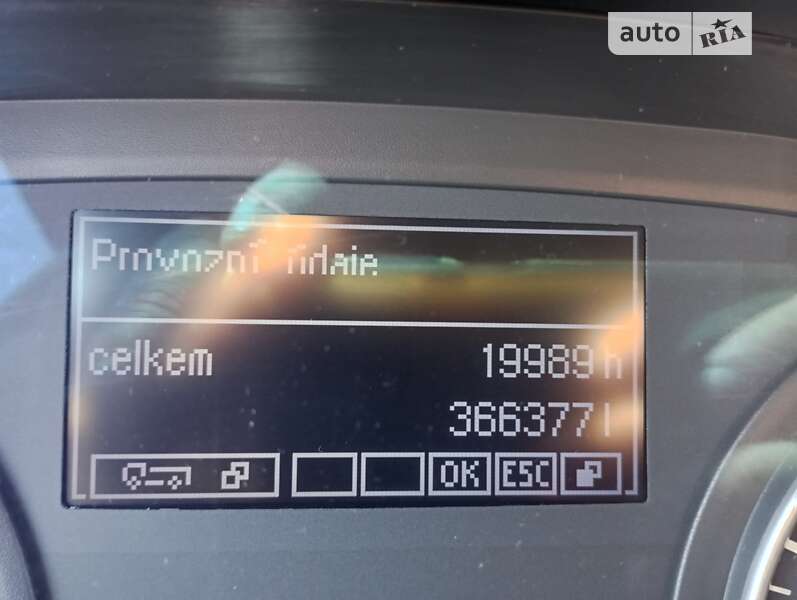 auto RIA
Provozní údaje
celkem 19989 h
366377 l
OK ESC